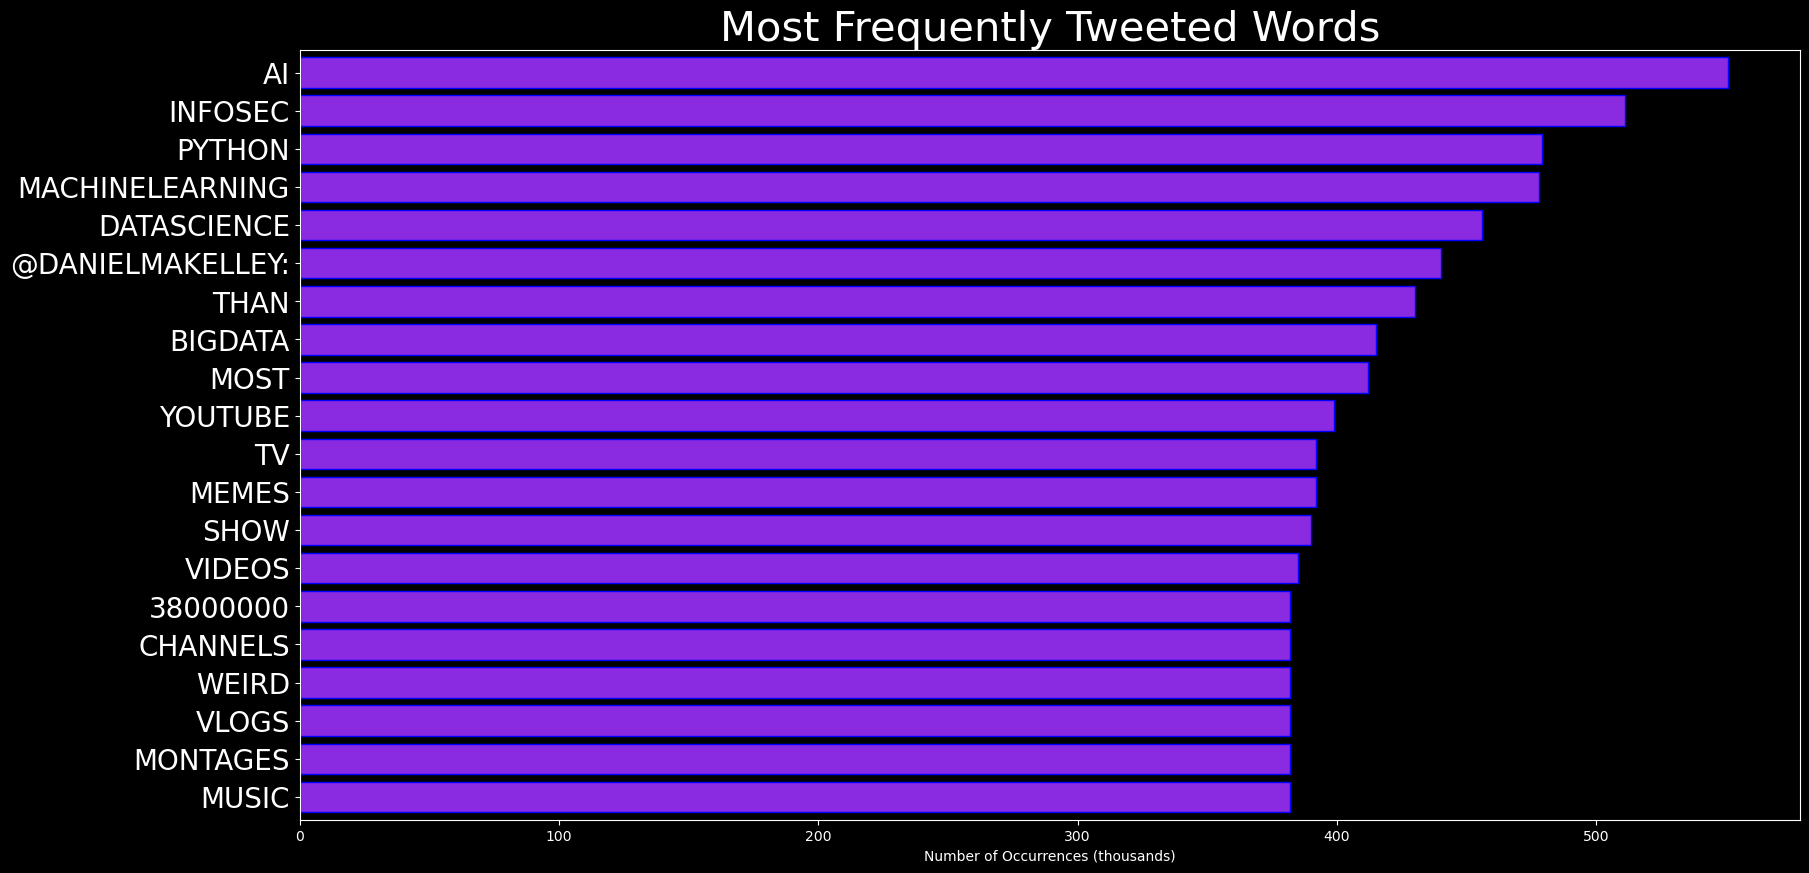 Most Frequently Tweeted Words
AI
INFOSEC
PYTHON
MACHINELEARNING
DATASCIENCE
@DANIELMAKELLEY:
THAN
BIGDATA
MOST
YOUTUBE
TV
MEMES
SHOW
VIDEOS
38000000
CHANNELS
WEIRD
VLOGS
MONTAGES
MUSIC
0 100 200 300 400 500
Number of Occurrences (thousands)